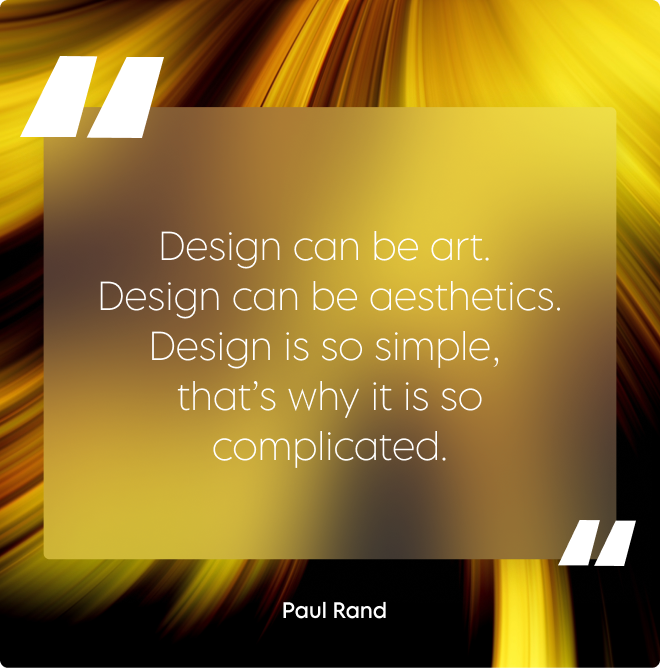 Design can be art.
Design can be aesthetics.
Design is so simple,
that’s why it is so
complicated.
Paul Rand